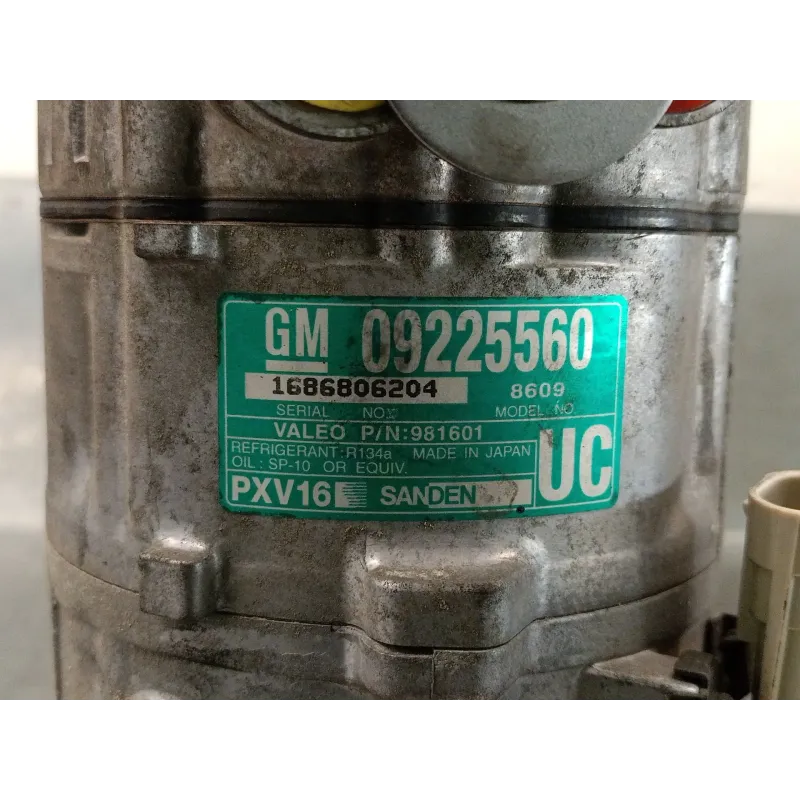 GM 09225560
1686806204 8609
SERIAL NO. MODEL NO
VALEO P/N:981601
REFRIGERANT:R134a MADE IN JAPAN
OIL: SP-10 OR EQUIV.
PXV16 SANDEN UC